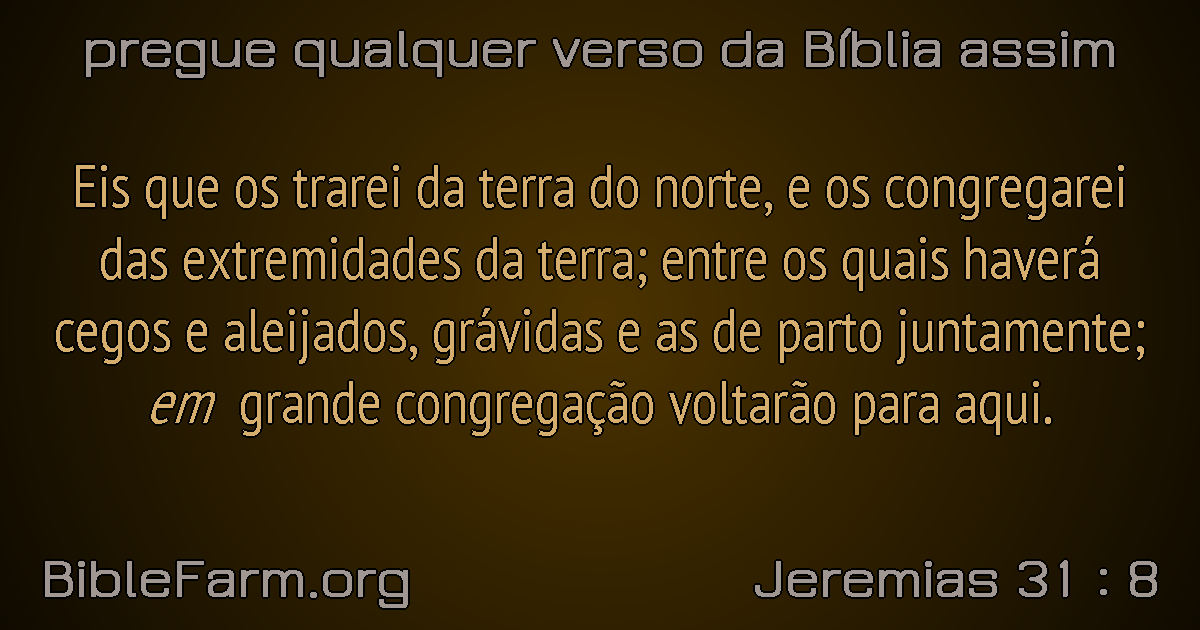 pregue qualquer verso da Bíblia assim
Eis que os trarei da terra do norte, e os congregarei
das extremidades da terra; entre os quais haverá
cegos e aleijados, grávidas e as de parto juntamente;
em grande congregação voltarão para aqui.
BibleFarm.org
Jeremias 31 : 8